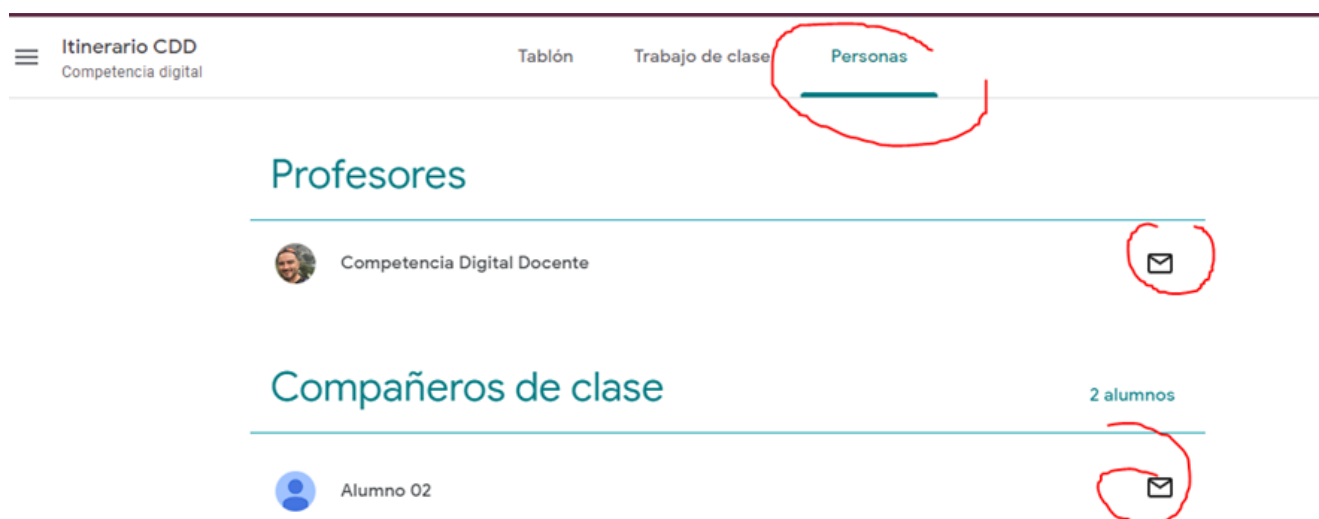 Itinerario CDD
Competencia digital
Tablón
Trabajo de clase
Personas
Profesores
Competencia Digital Docente
Compañeros de clase
2 alumnos
Alumno 02